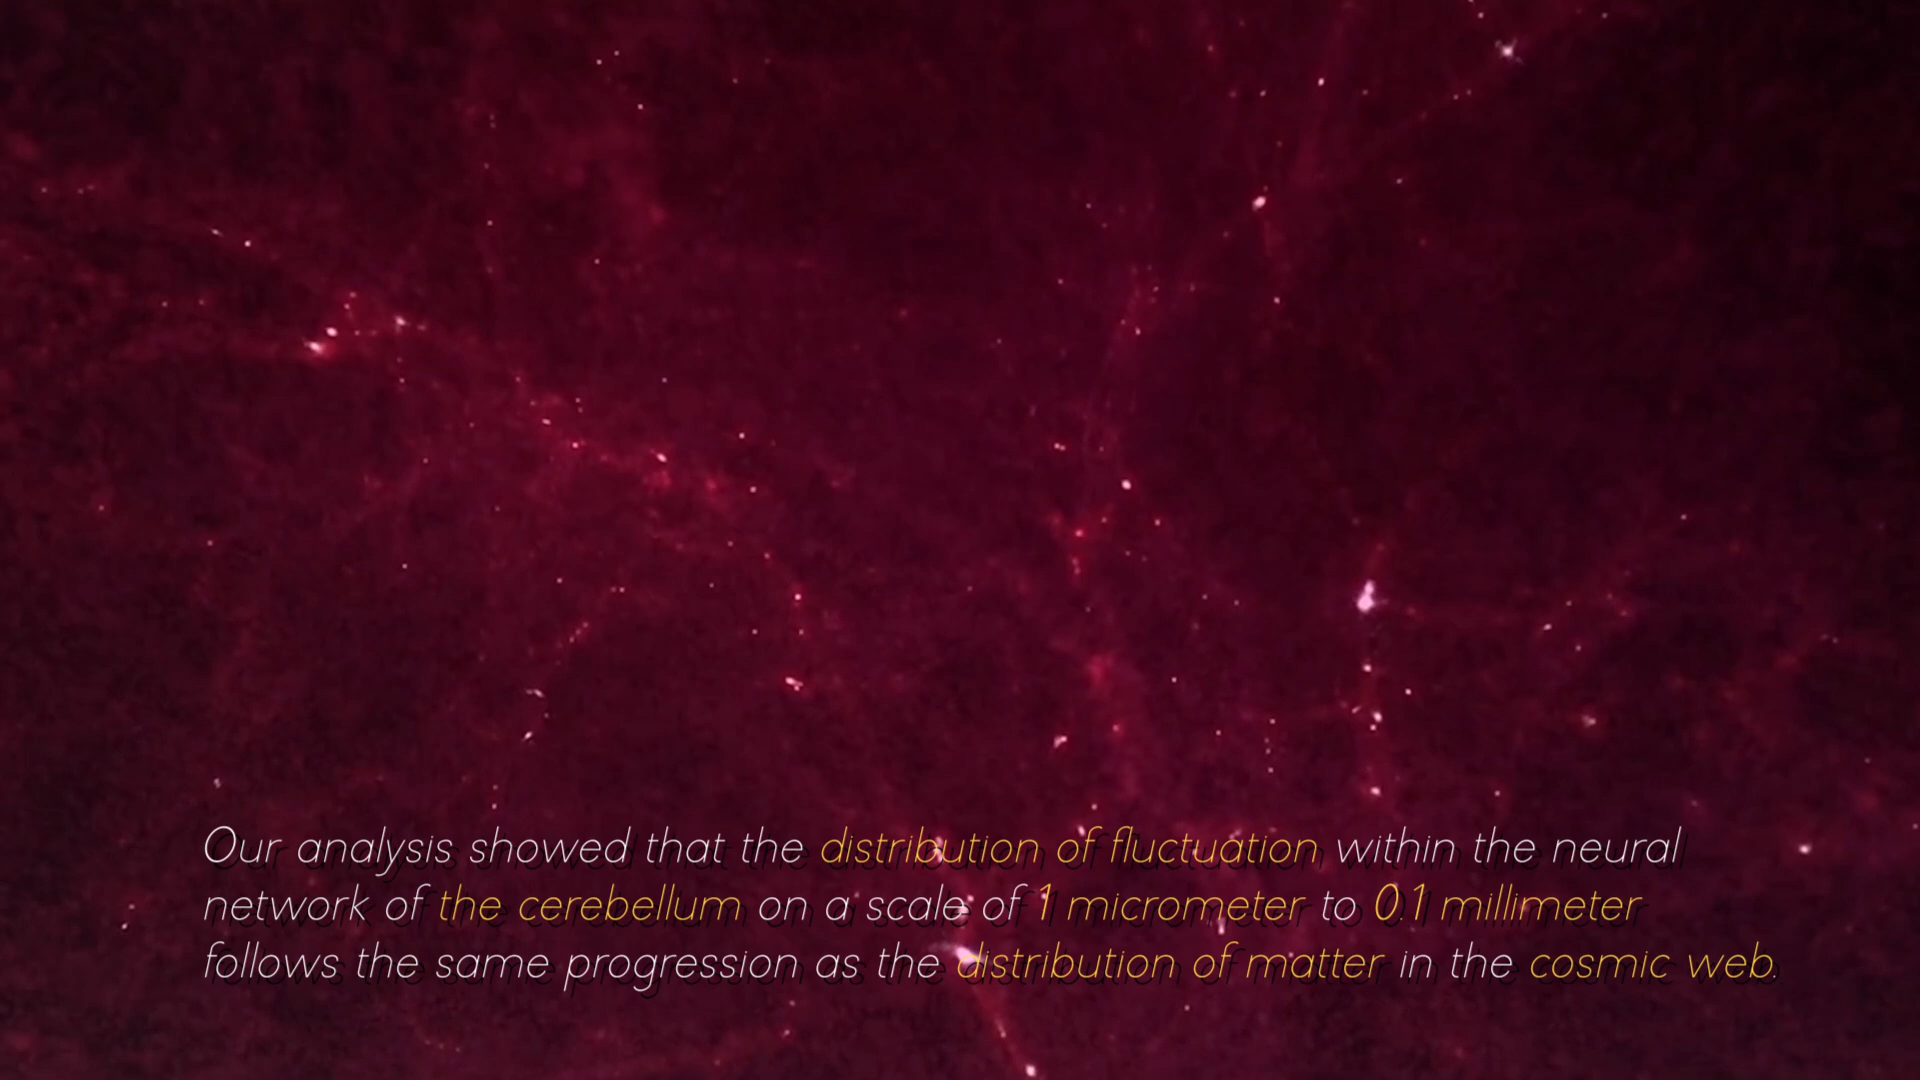 Our analysis showed that the distribution of fluctuation within the neural
network of the cerebellum on a scale of 1 micrometer to 0.1 millimeter
follows the same progression as the distribution of matter in the cosmic web.